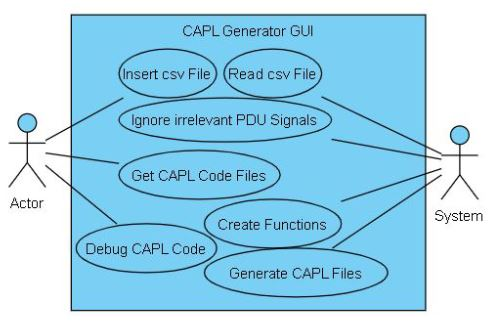 CAPL Generator GUI
Insert csv File
Read csv File
Ignore irrelevant PDU Signals
Get CAPL Code Files
Actor
System
Create Functions
Debug CAPL Code
Generate CAPL Files